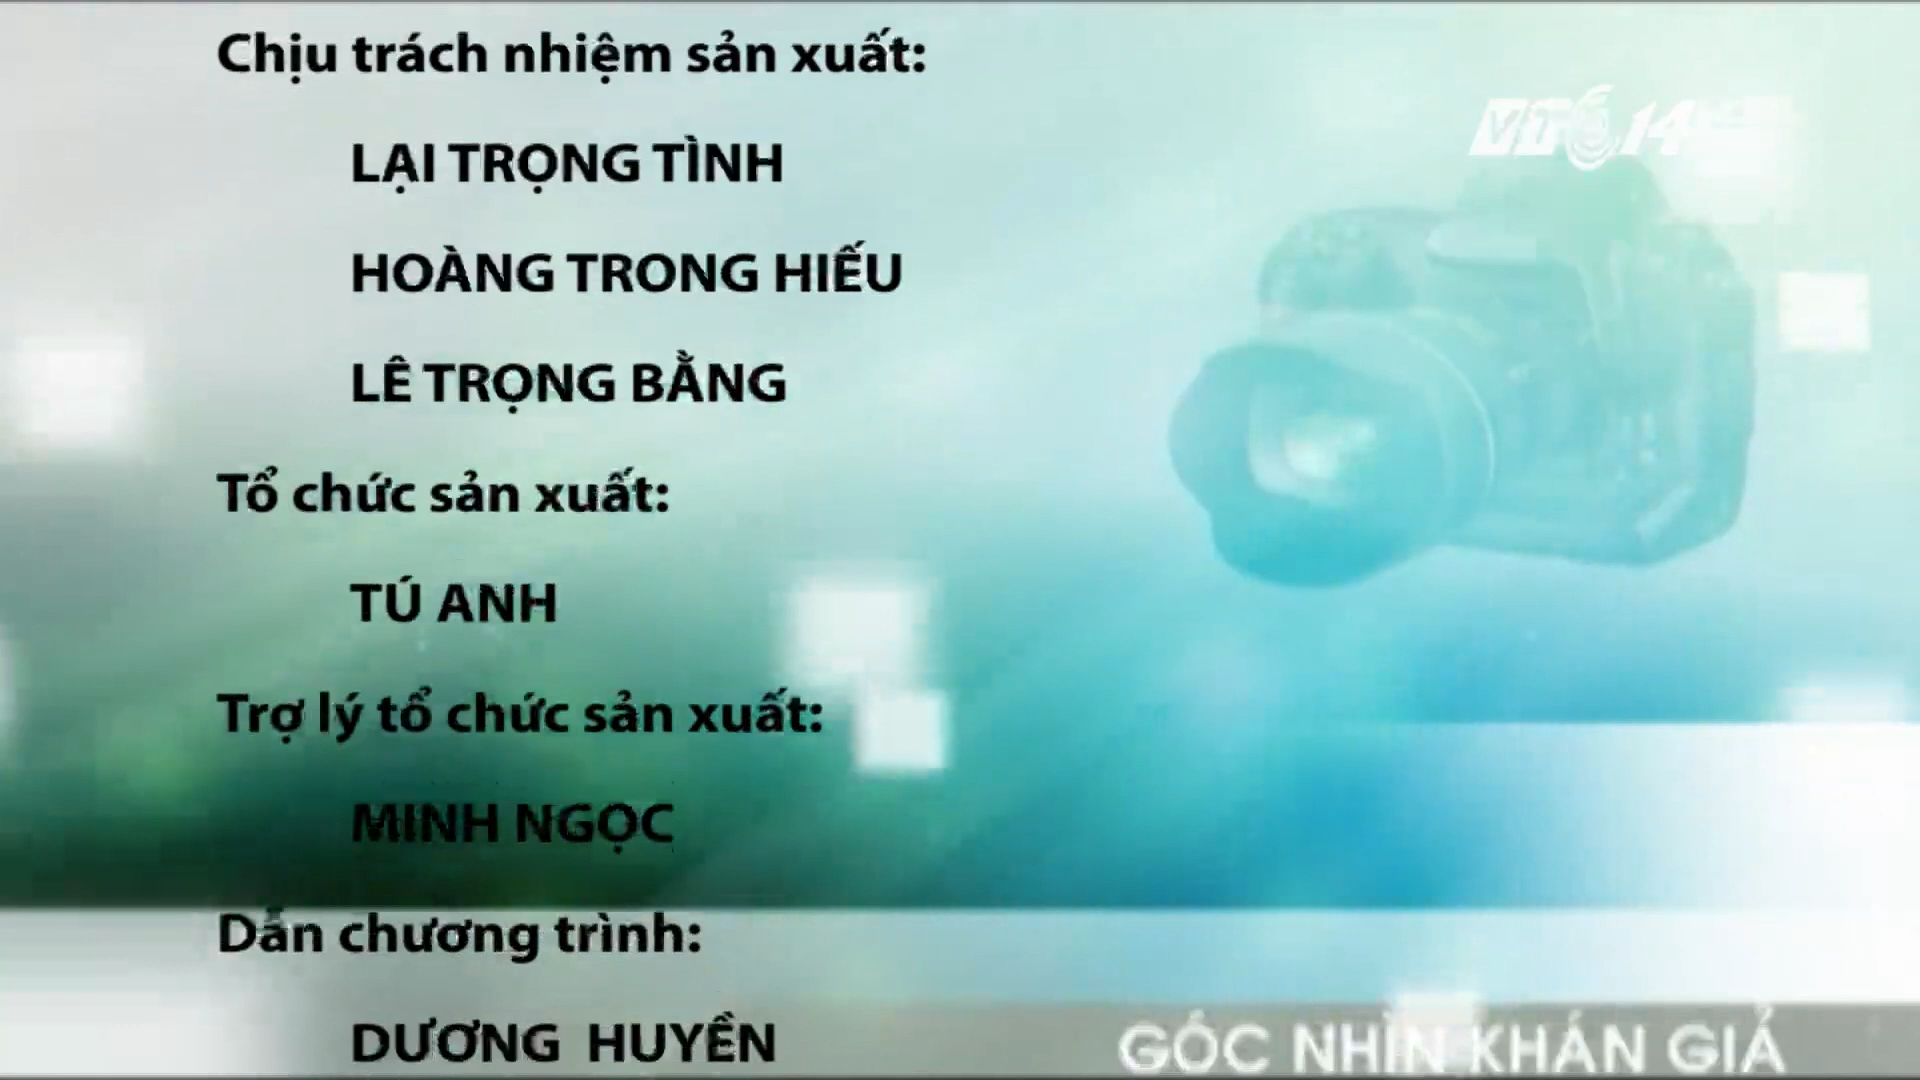 Chịu trách nhiệm sản xuất:
VTC14
LẠI TRỌNG TÌNH
HOÀNG TRONG HIẾU
LÊ TRỌNG BẰNG
Tổ chức sản xuất:
TÚ ANH
Trợ lý tổ chức sản xuất:
MINH NGỌC
Dẫn chương trình:
DƯƠNG HUYỀN
GÓC NHÌN KHÁN GIẢ